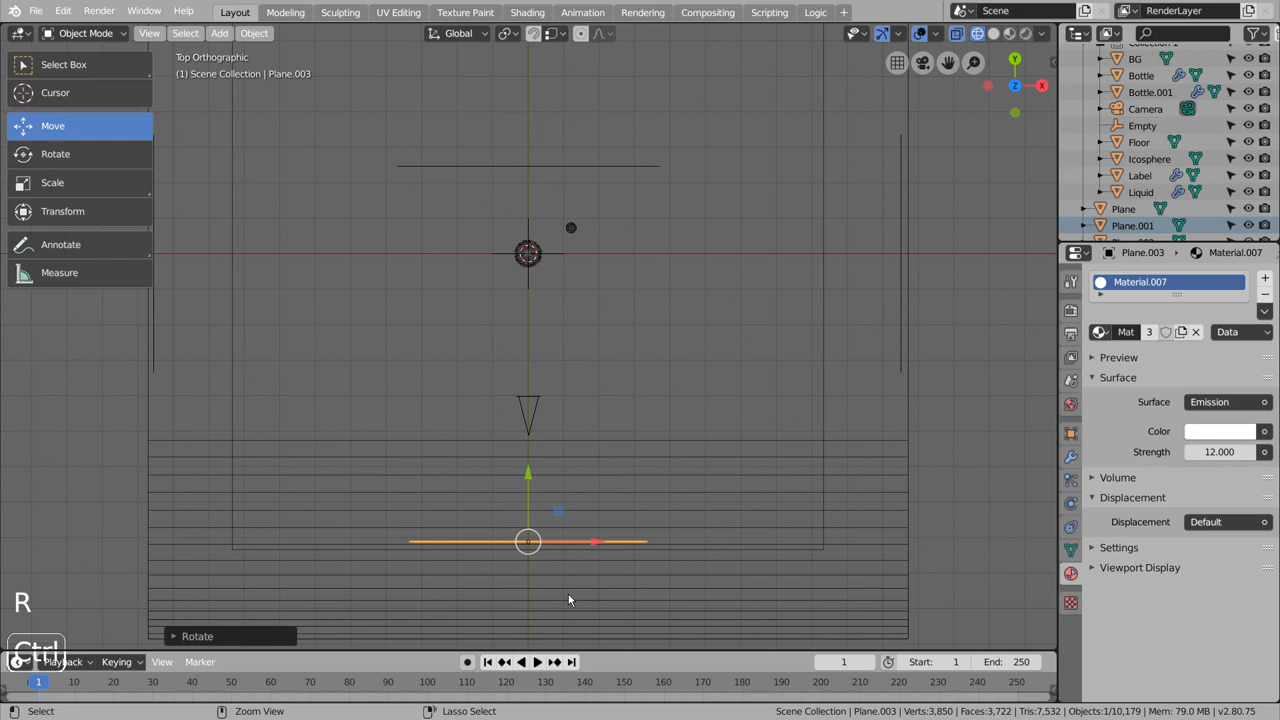 File Edit Render Window Help Layout Modeling Sculpting UV Editing Texture Paint Shading Animation Rendering Compositing Scripting Logic + Scene RenderLayer
Object Mode View Select Add Object Global
Select Box
Cursor
Move
Rotate
Scale
Transform
Annotate
Measure
Top Orthographic
(1) Scene Collection | Plane.003
Y
Z
X
R
Ctrl
Rotate
BG
Bottle
Bottle.001
Camera
Empty
Floor
Icosphere
Label
Liquid
Plane
Plane.001
Plane.003 Material.007
Material.007
Mat 3 Data
Preview
Surface
Surface Emission
Color
Strength 12.000
Volume
Displacement
Displacement Default
Settings
Viewport Display
Playback Keying View Marker 1 Start: 1 End: 250
1 10 20 30 40 50 60 70 80 90 100 110 120 130 140 150 160 170 180 190 200 210 220 230 240 250
Select Zoom View Lasso Select Scene Collection | Plane.003 | Verts:3,850 | Faces:3,722 | Tris:7,532 | Objects:1/10,179 | Mem: 79.0 MB | v2.80.75